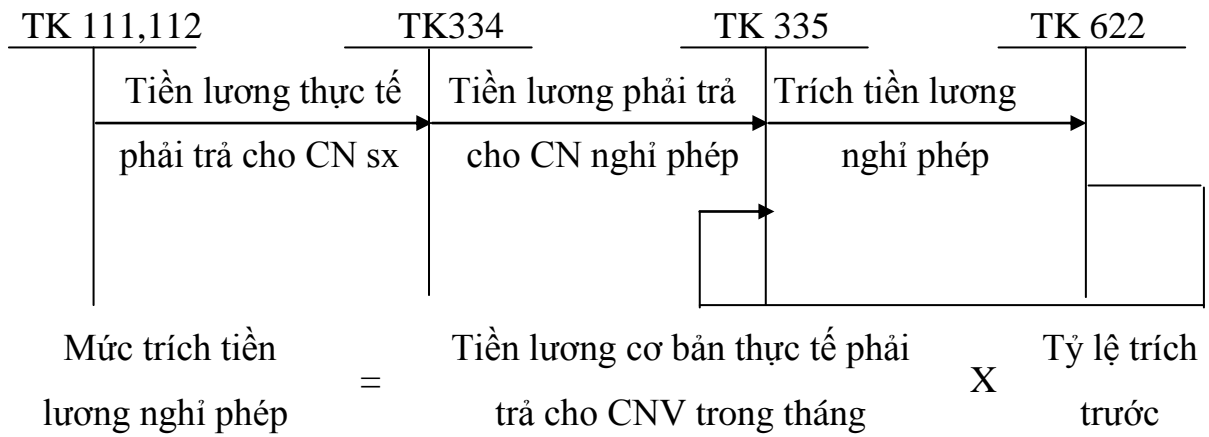 TK 111,112 TK334 TK 335 TK 622
Tiền lương thực tế Tiền lương phải trả Trích tiền lương
phải trả cho CN sx cho CN nghỉ phép nghỉ phép
Mức trích tiền Tiền lương cơ bản thực tế phải Tỷ lệ trích
= X
lương nghỉ phép trả cho CNV trong tháng trước